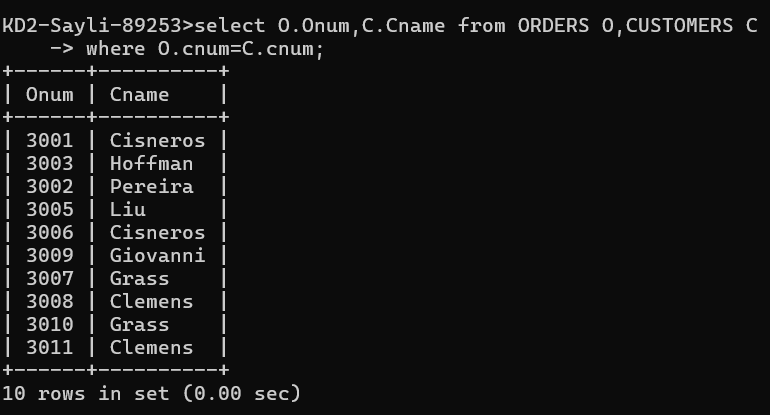 KD2-Sayli-89253>select O.Onum,C.Cname from ORDERS O,CUSTOMERS C
    -> where O.cnum=C.cnum;
+------+----------+
| Onum | Cname    |
+------+----------+
| 3001 | Cisneros |
| 3003 | Hoffman  |
| 3002 | Pereira  |
| 3005 | Liu      |
| 3006 | Cisneros |
| 3009 | Giovanni |
| 3007 | Grass    |
| 3008 | Clemens  |
| 3010 | Grass    |
| 3011 | Clemens  |
+------+----------+
10 rows in set (0.00 sec)